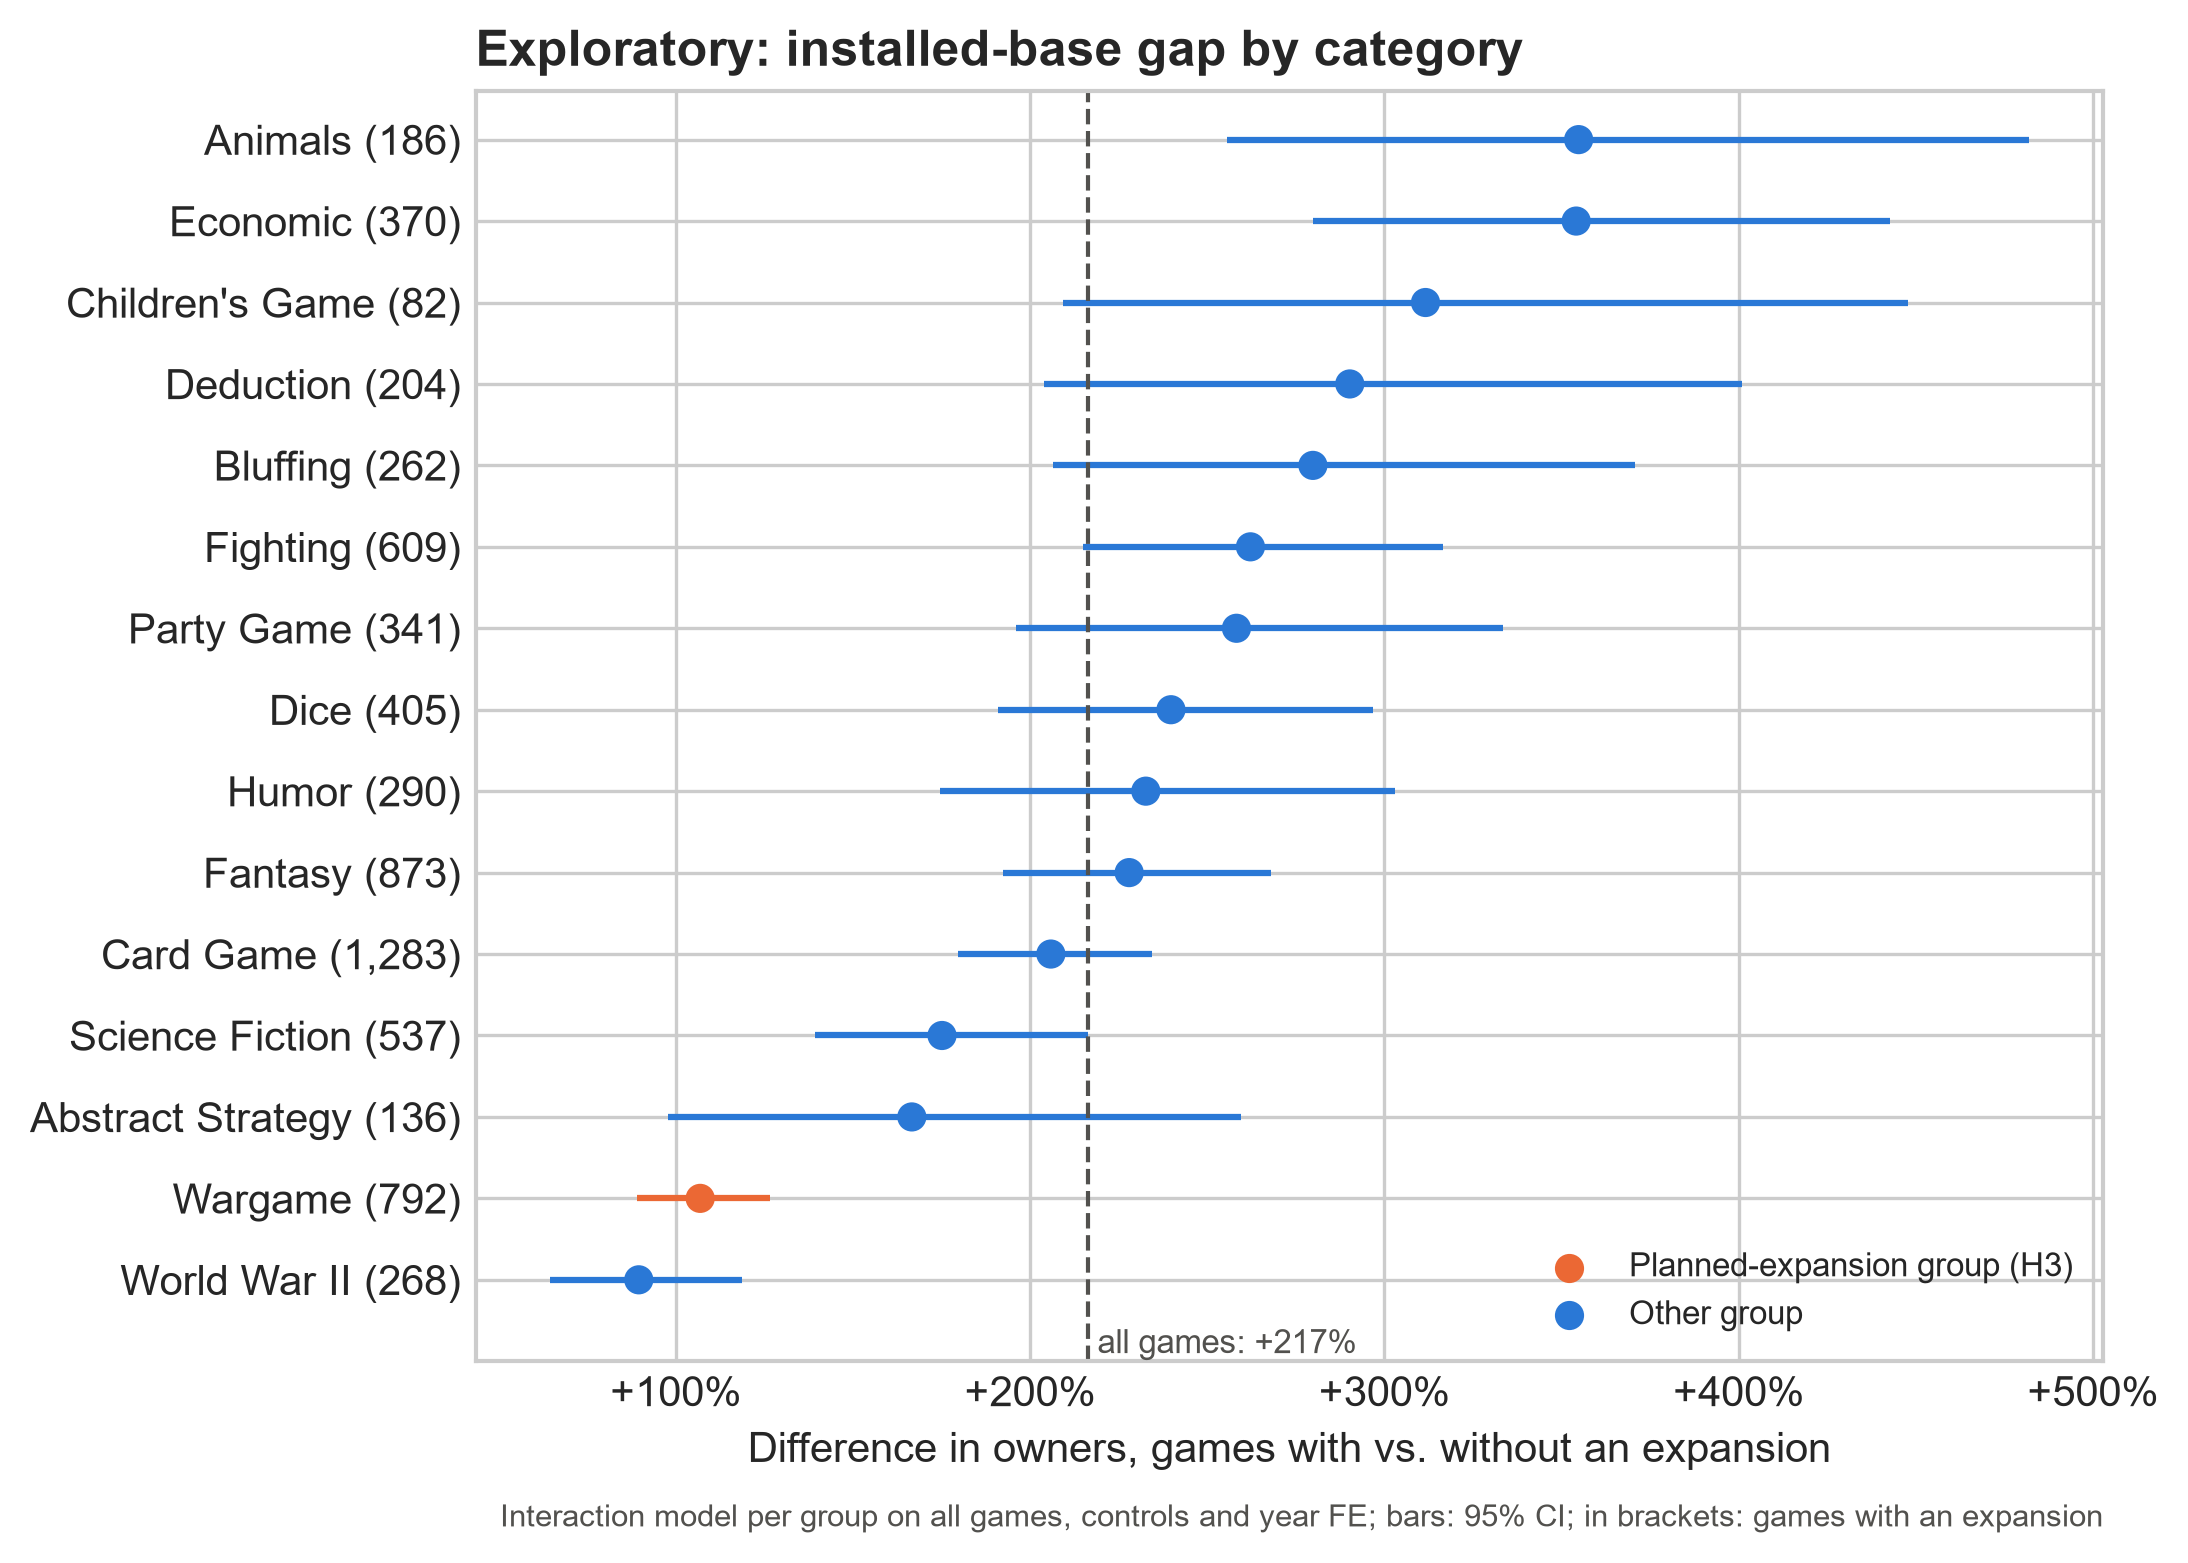 Exploratory: installed-base gap by category
Animals (186)
Economic (370)
Children's Game (82)
Deduction (204)
Bluffing (262)
Fighting (609)
Party Game (341)
Dice (405)
Humor (290)
Fantasy (873)
Card Game (1,283)
Science Fiction (537)
Abstract Strategy (136)
Wargame (792)
World War II (268)
Planned-expansion group (H3)
Other group
all games: +217%
+100% +200% +300% +400% +500%
Difference in owners, games with vs. without an expansion
Interaction model per group on all games, controls and year FE; bars: 95% CI; in brackets: games with an expansion